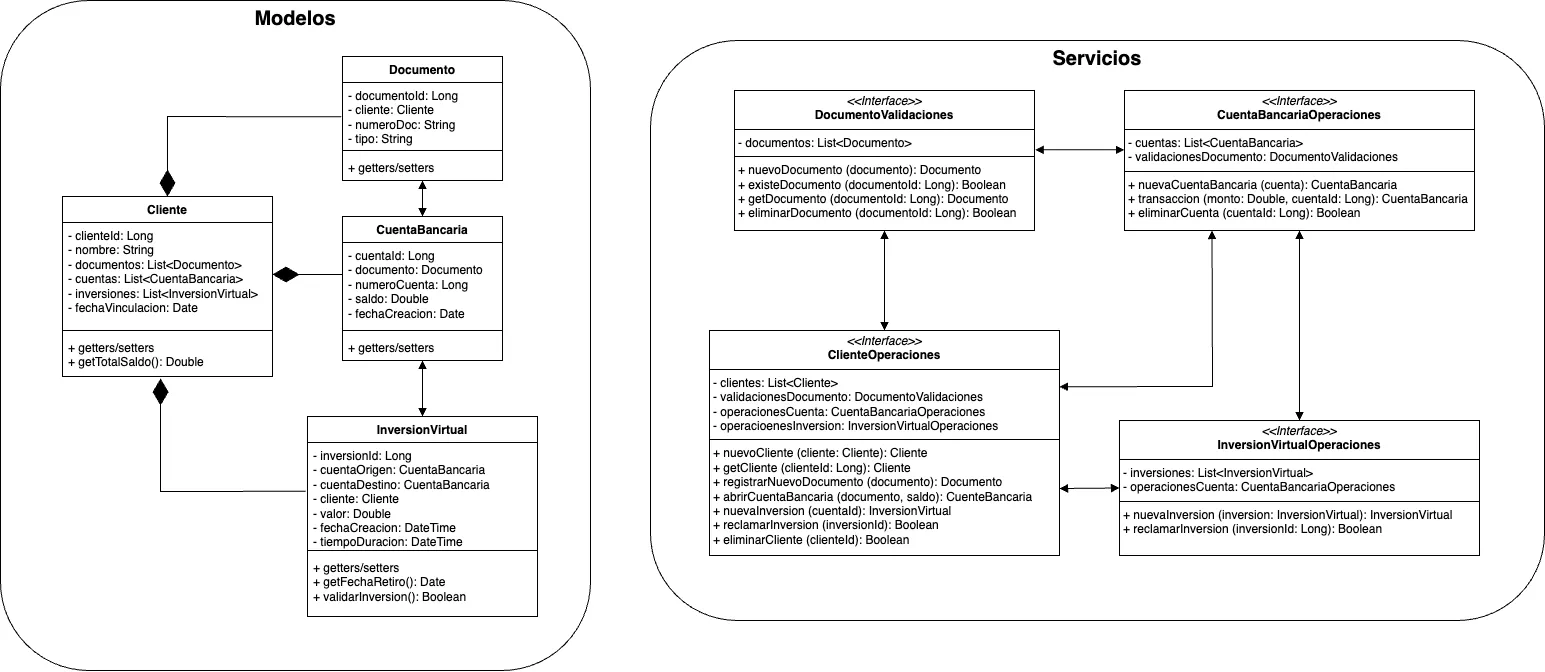 Modelos
Documento
- documentoId: Long
- cliente: Cliente
- numeroDoc: String
- tipo: String
+ getters/setters
Cliente
- clienteId: Long
- nombre: String
- documentos: List<Documento>
- cuentas: List<CuentaBancaria>
- inversiones: List<InversionVirtual>
- fechaVinculacion: Date
+ getters/setters
+ getTotalSaldo(): Double
CuentaBancaria
- cuentaId: Long
- documento: Documento
- numeroCuenta: Long
- saldo: Double
- fechaCreacion: Date
+ getters/setters
InversionVirtual
- inversionId: Long
- cuentaOrigen: CuentaBancaria
- cuentaDestino: CuentaBancaria
- cliente: Cliente
- valor: Double
- fechaCreacion: DateTime
- tiempoDuracion: DateTime
+ getters/setters
+ getFechaRetiro(): Date
+ validarInversion(): Boolean
Servicios
<<Interface>>
DocumentoValidaciones
- documentos: List<Documento>
+ nuevoDocumento (documento): Documento
+ existeDocumento (documentoId: Long): Boolean
+ getDocumento (documentoId: Long): Documento
+ eliminarDocumento (documentoId: Long): Boolean
<<Interface>>
CuentaBancariaOperaciones
- cuentas: List<CuentaBancaria>
- validacionesDocumento: DocumentoValidaciones
+ nuevaCuentaBancaria (cuenta): CuentaBancaria
+ transaccion (monto: Double, cuentaId: Long): CuentaBancaria
+ eliminarCuenta (cuentaId: Long): Boolean
<<Interface>>
ClienteOperaciones
- clientes: List<Cliente>
- validacionesDocumento: DocumentoValidaciones
- operacionesCuenta: CuentaBancariaOperaciones
- operacioenesInversion: InversionVirtualOperaciones
+ nuevoCliente (cliente: Cliente): Cliente
+ getCliente (clienteId: Long): Cliente
+ registrarNuevoDocumento (documento): Documento
+ abrirCuentaBancaria (documento, saldo): CuenteBancaria
+ nuevaInversion (cuentaId): InversionVirtual
+ reclamarInversion (inversionId): Boolean
+ eliminarCliente (clienteId): Boolean
<<Interface>>
InversionVirtualOperaciones
- inversiones: List<InversionVirtual>
- operacionesCuenta: CuentaBancariaOperaciones
+ nuevaInversion (inversion: InversionVirtual): InversionVirtual
+ reclamarInversion (inversionId: Long): Boolean